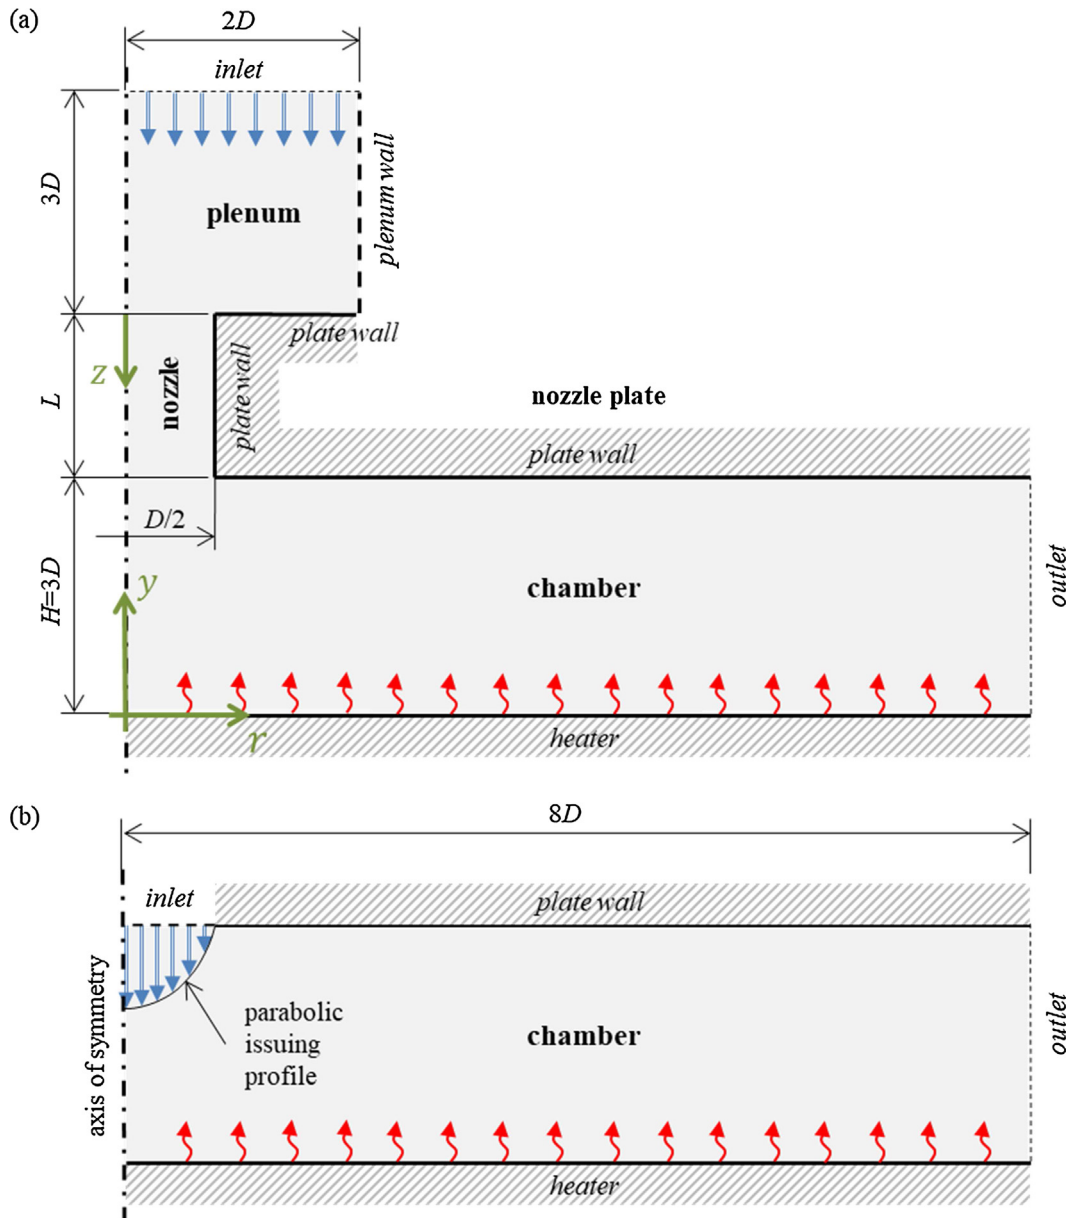 (a)
2D
inlet
3D
plenum
plenum wall
plate wall
z
L
nozzle
plate wall
nozzle plate
plate wall
D/2
H=3D
y
chamber
outlet
r
heater
(b)
8D
inlet
plate wall
axis of symmetry
parabolic
issuing
profile
chamber
outlet
heater